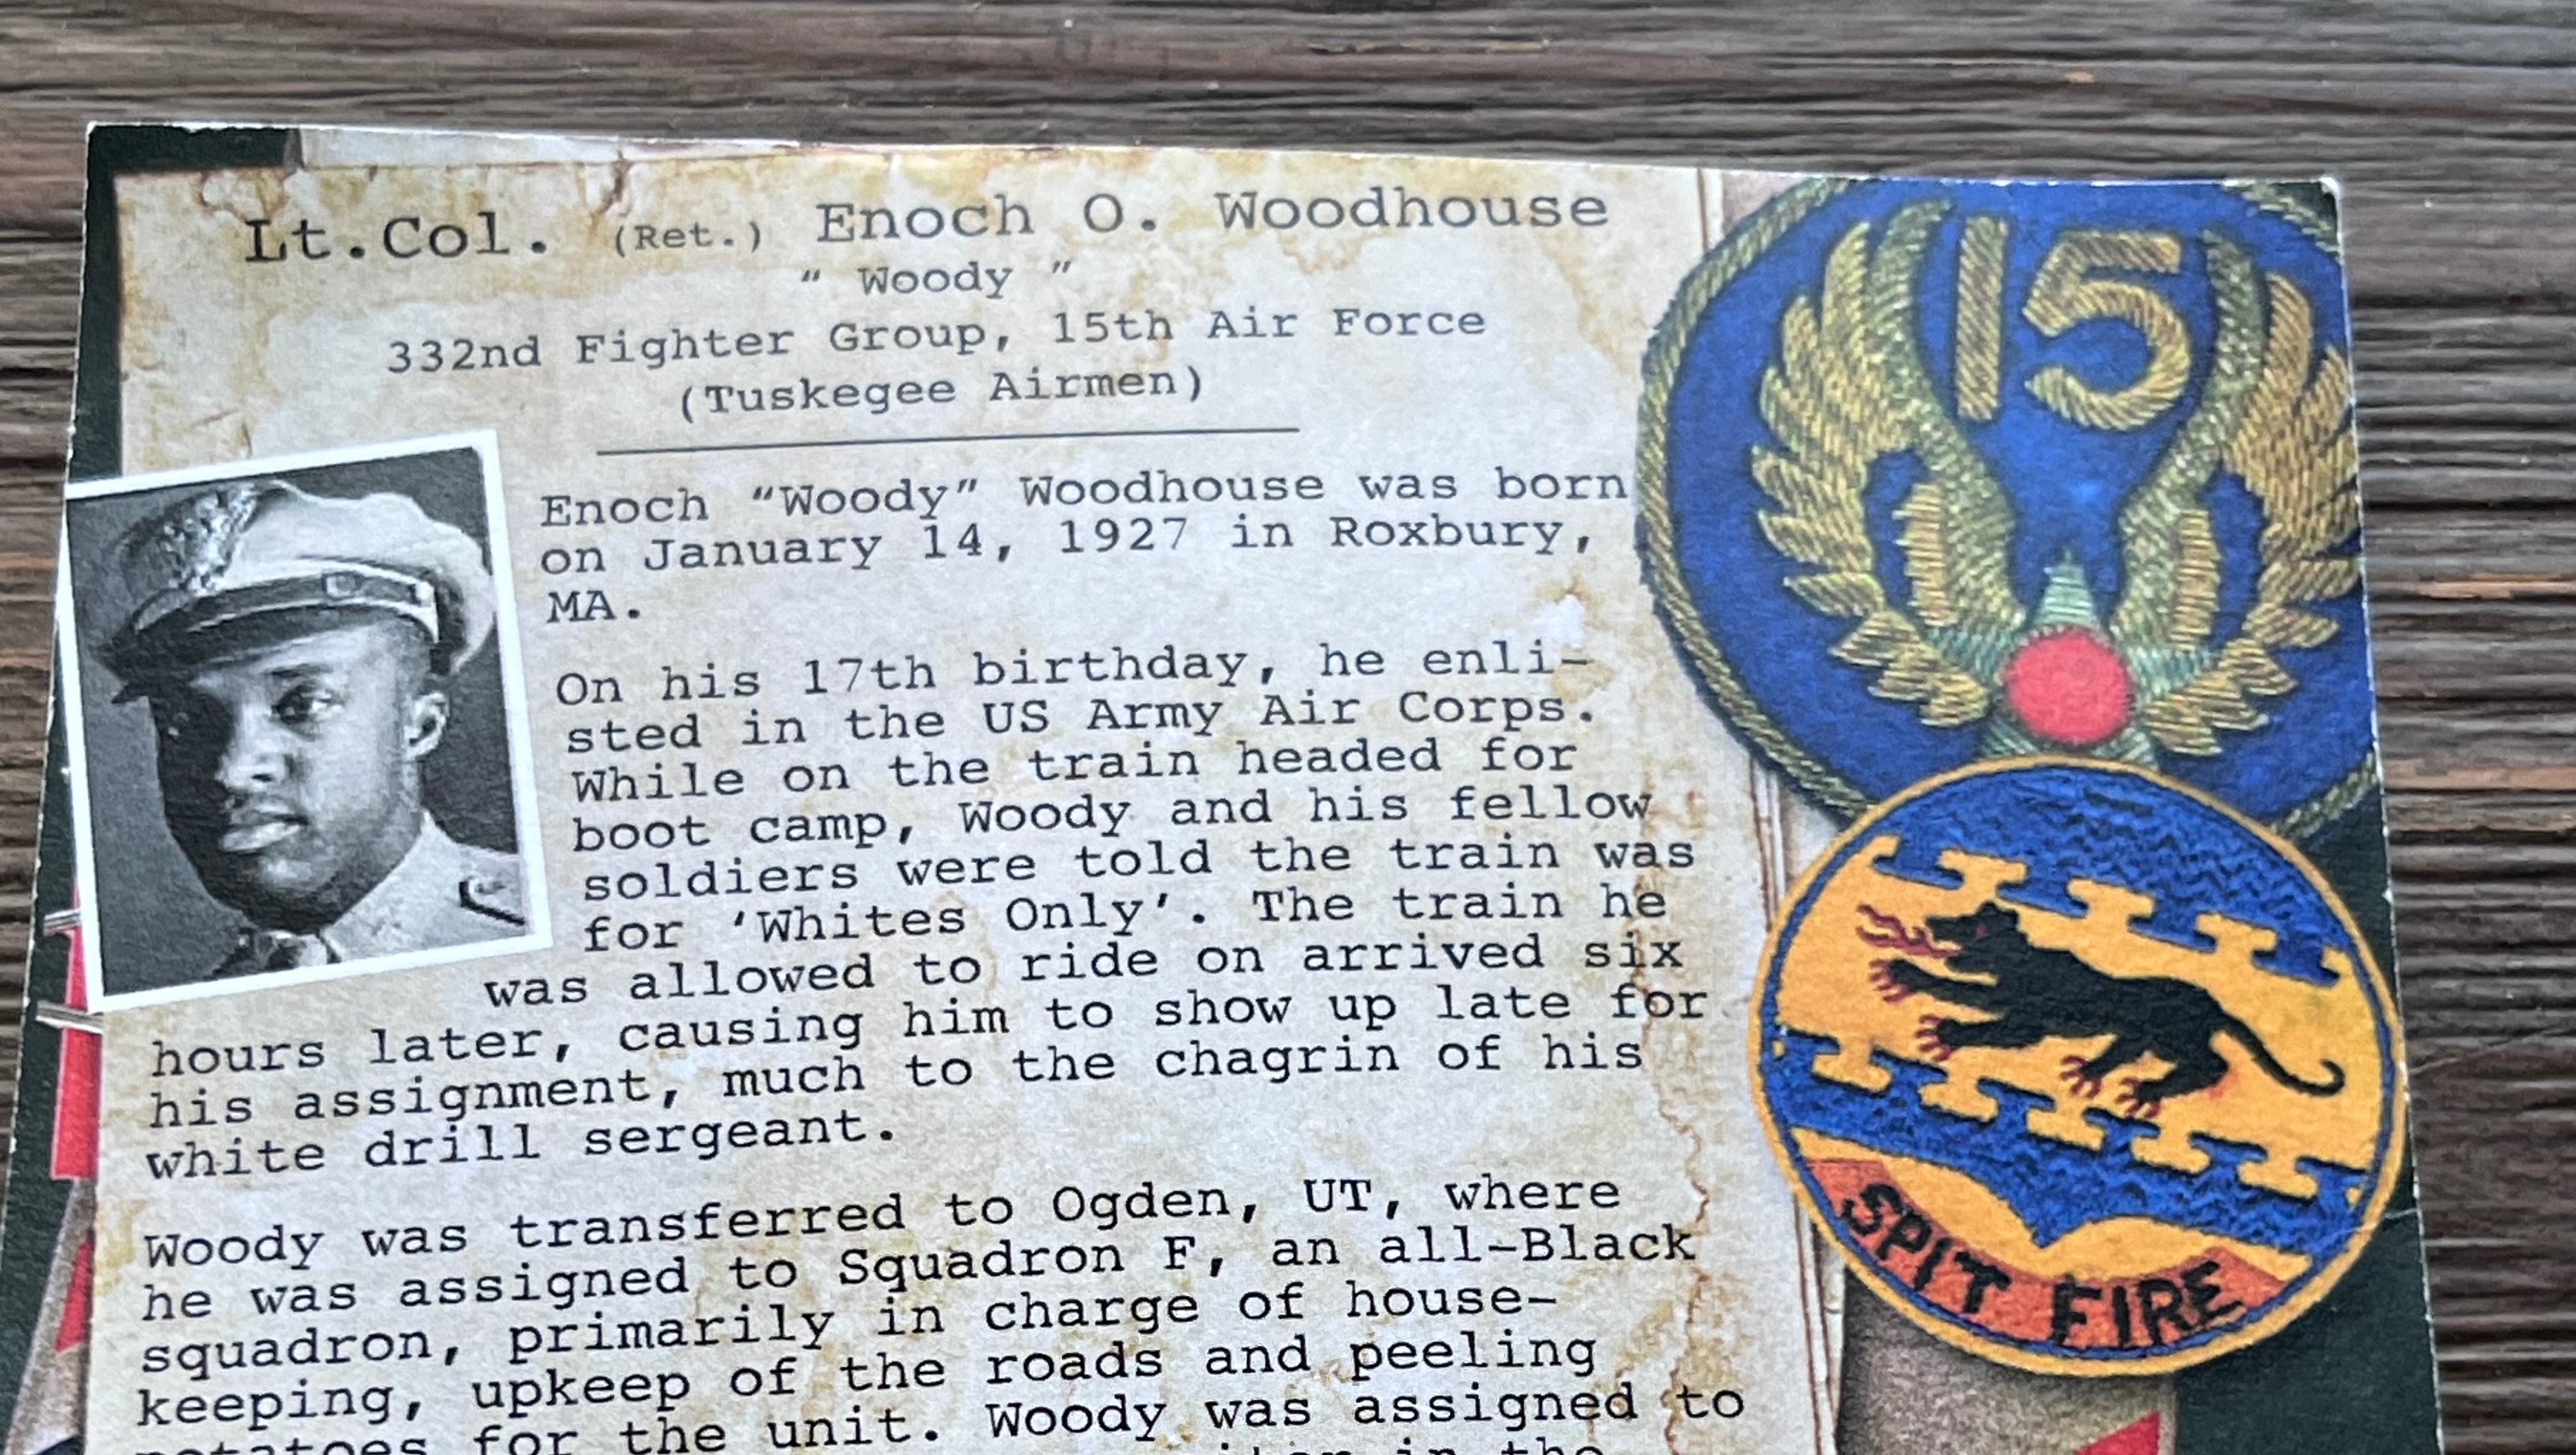 Lt.Col. (Ret.) Enoch O. Woodhouse
" Woody "
332nd Fighter Group, 15th Air Force
(Tuskegee Airmen)
Enoch "Woody" Woodhouse was born
on January 14, 1927 in Roxbury,
MA.
On his 17th birthday, he enli-
sted in the US Army Air Corps.
While on the train headed for
boot camp, Woody and his fellow
soldiers were told the train was
for 'Whites Only'. The train he
was allowed to ride on arrived six
hours later, causing him to show up late for
his assignment, much to the chagrin of his
white drill sergeant.
Woody was transferred to Ogden, UT, where
he was assigned to Squadron F, an all-Black
squadron, primarily in charge of house-
keeping, upkeep of the roads and peeling
potatoes for the unit. Woody was assigned to
in the
15
SPIT FIRE